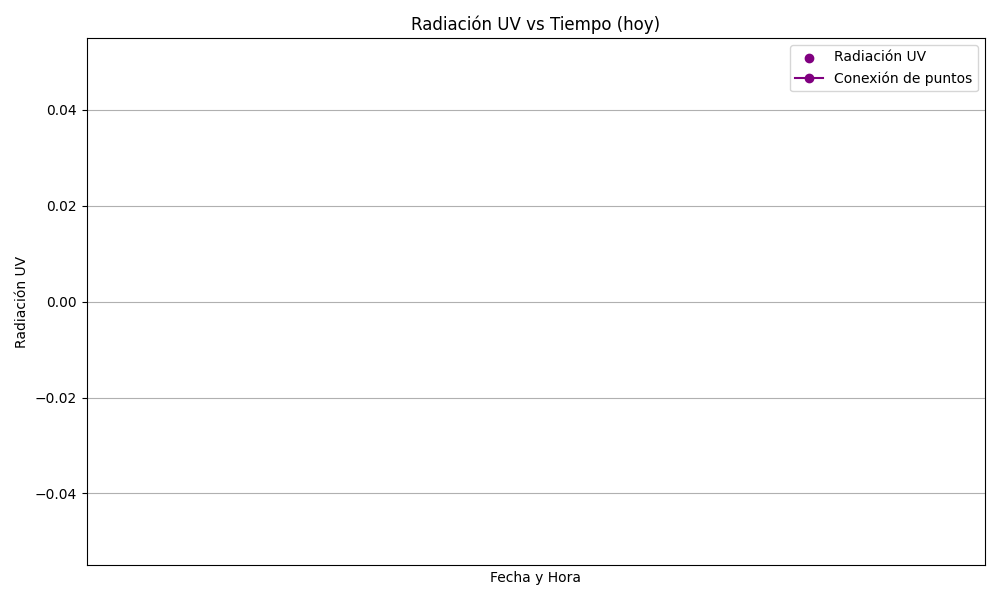 Radiación UV vs Tiempo (hoy)
Radiación UV
Conexión de puntos
0.04
0.02
0.00
−0.02
−0.04
Radiación UV
Fecha y Hora